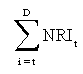 D
∑ NRI_t
i = t